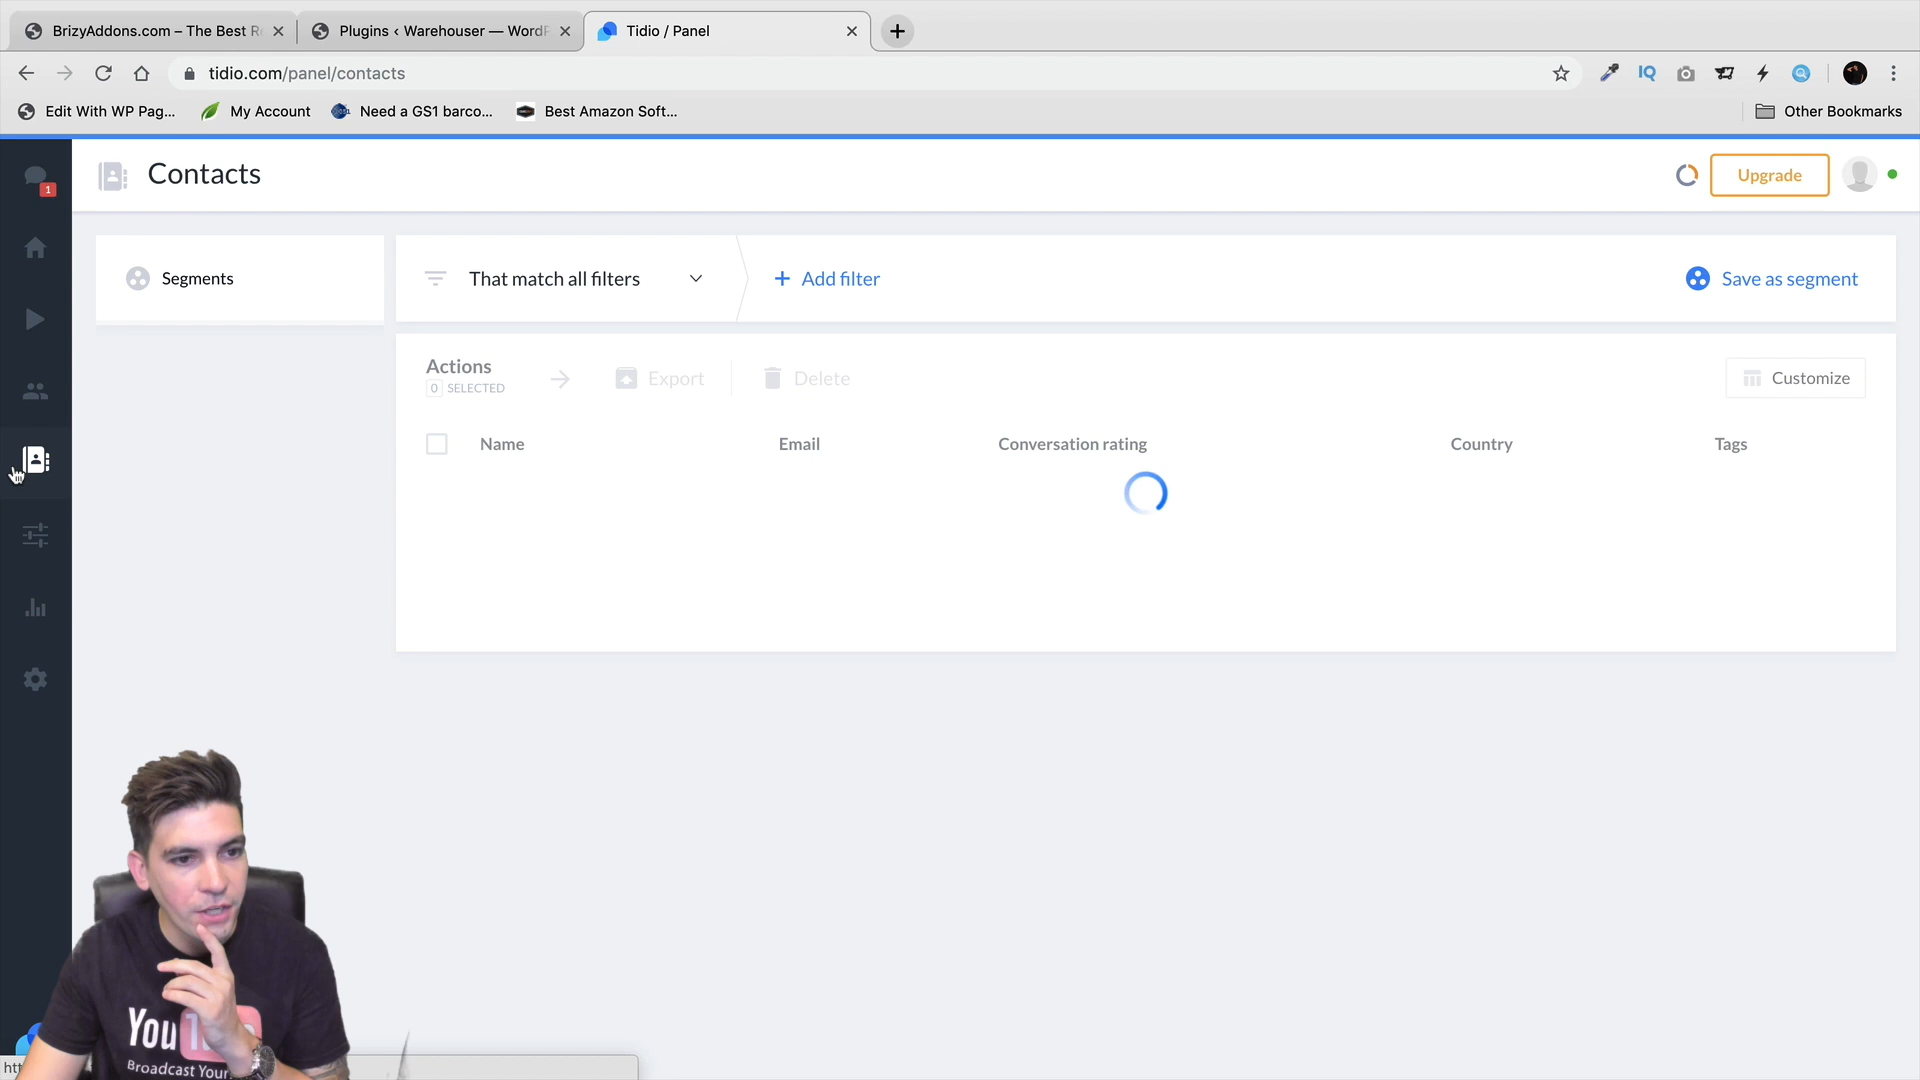 BrizyAddons.com – The Best R
Plugins ‹ Warehouser — WordP
Tidio / Panel
tidio.com/panel/contacts
IQ
Edit With WP Pag...
My Account
Need a GS1 barco...
Best Amazon Soft...
Other Bookmarks
1
Contacts
Upgrade
Segments
That match all filters
+ Add filter
Save as segment
Actions
0 SELECTED
Export
Delete
Customize
Name
Email
Conversation rating
Country
Tags
You
Broadcast Your
htt